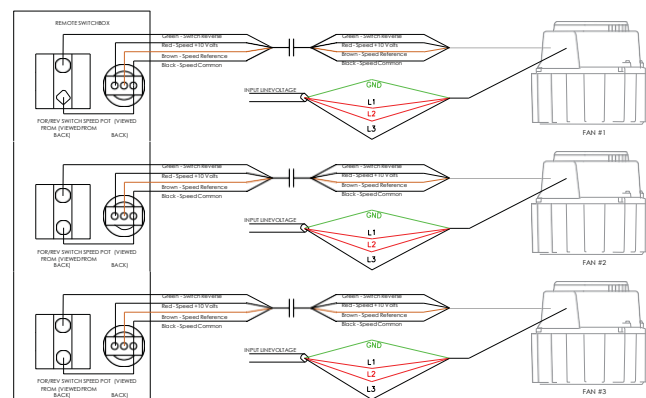 REMOTE SWITCHBOX
Green - Switch Reverse
Red - Speed +10 Volts
Brown - Speed Reference
Black - Speed Common
Green - Switch Reverse
Red - Speed +10 Volts
Brown - Speed Reference
Black - Speed Common
INPUT LINEVOLTAGE
GND
L1
L2
L3
FOR/REV SWITCH SPEED POT (VIEWED
FROM (VIEWED FROM
BACK) BACK)
FAN #1
Green - Switch Reverse
Red - Speed +10 Volts
Brown - Speed Reference
Black - Speed Common
Green - Switch Reverse
Red - Speed +10 Volts
Brown - Speed Reference
Black - Speed Common
INPUT LINEVOLTAGE
GND
L1
L2
L3
FOR/REV SWITCH SPEED POT (VIEWED
FROM (VIEWED FROM
BACK) BACK)
FAN #2
Green - Switch Reverse
Red - Speed +10 Volts
Brown - Speed Reference
Black - Speed Common
Green - Switch Reverse
Red - Speed +10 Volts
Brown - Speed Reference
Black - Speed Common
INPUT LINEVOLTAGE
GND
L1
L2
L3
FOR/REV SWITCH SPEED POT (VIEWED
FROM (VIEWED FROM
BACK) BACK)
FAN #3